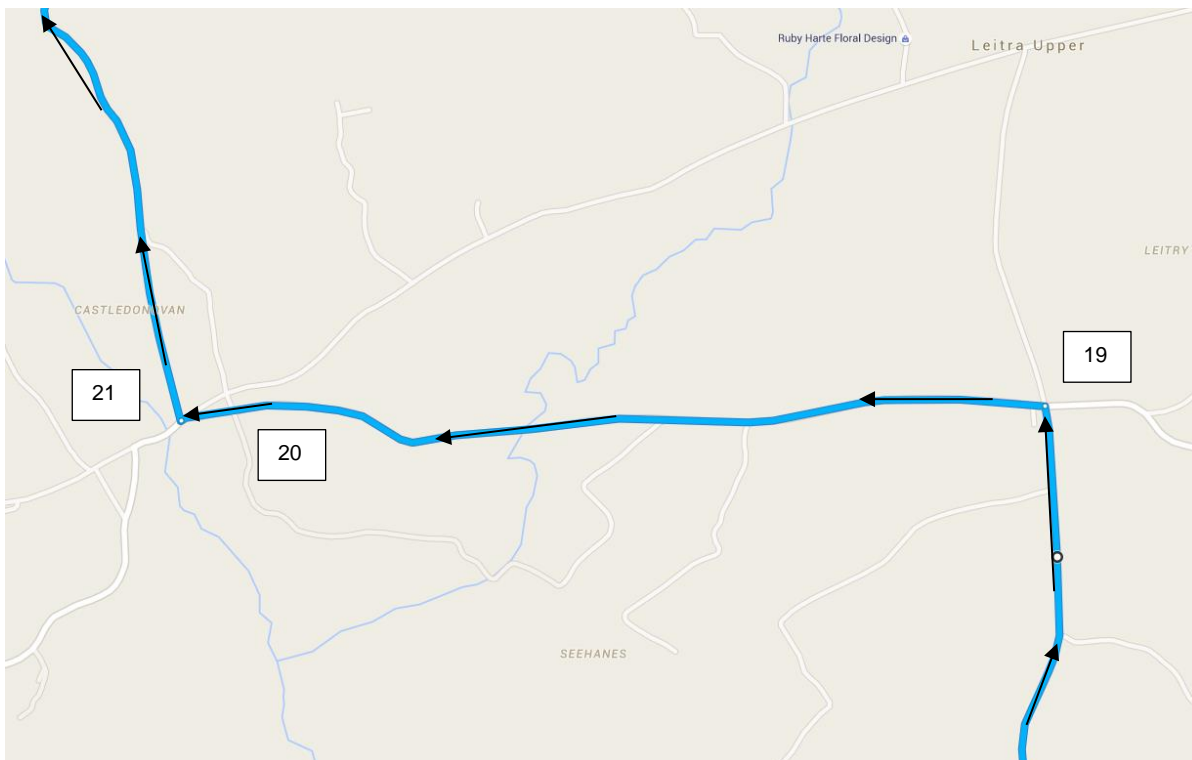 Ruby Harte Floral Design
Leitra Upper
LEITRY
CASTLEDONOVAN
19
21
20
SEEHANES